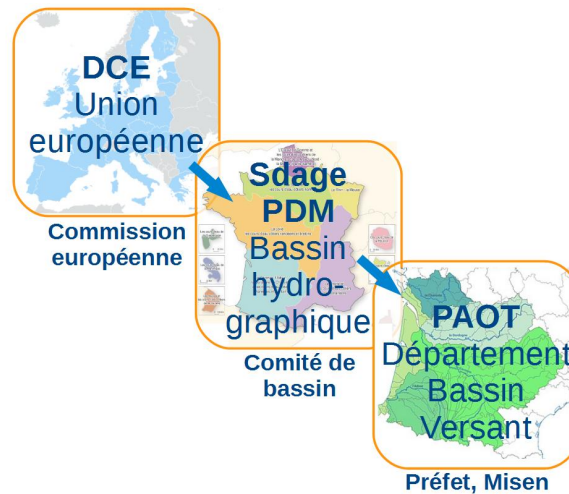 DCE
Union
européenne
Commission
européenne
Sdage
PDM
Bassin
hydro-
graphique
Comité de
bassin
PAOT
Département
Bassin
Versant
Préfet, Misen